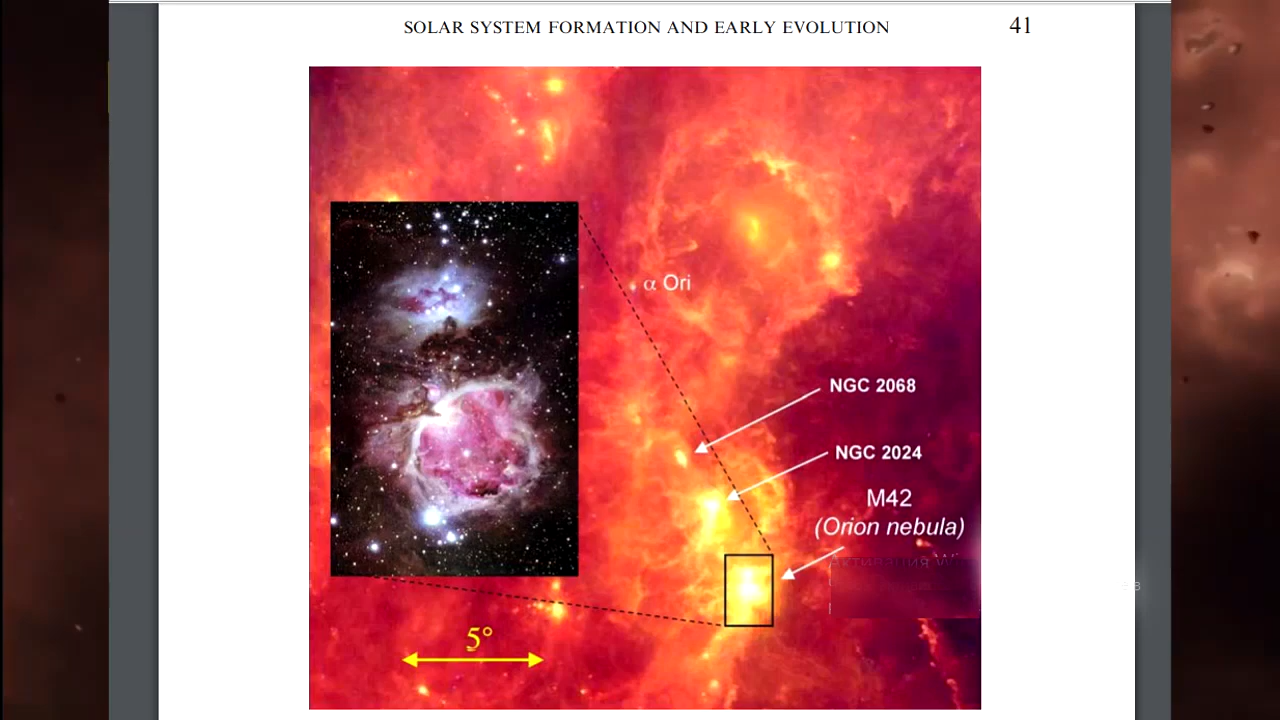 SOLAR SYSTEM FORMATION AND EARLY EVOLUTION 41
α Ori
NGC 2068
NGC 2024
M42
(Orion nebula)
5°